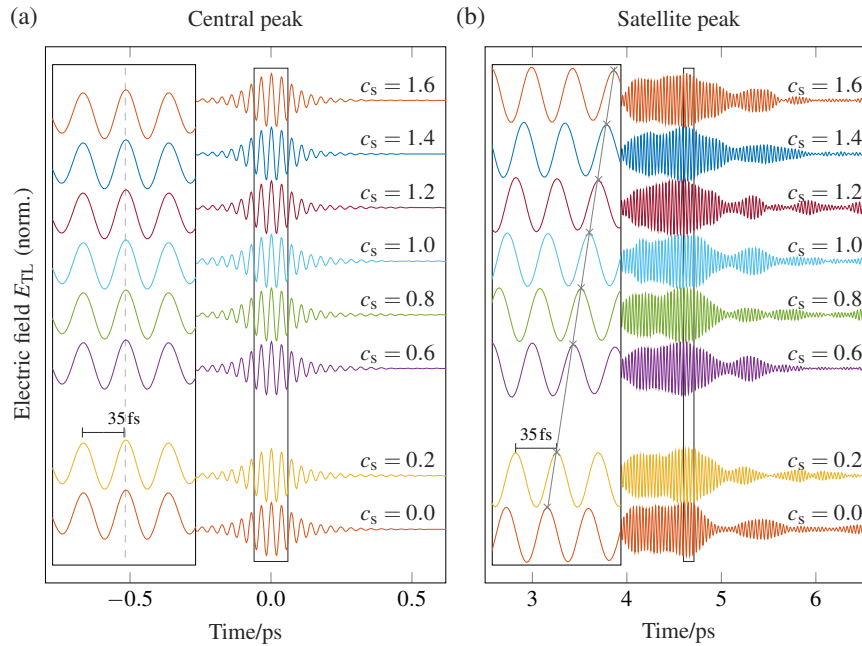 (a) Central peak
(b) Satellite peak
Electric field E_TL (norm.)
c_s = 1.6
c_s = 1.4
c_s = 1.2
c_s = 1.0
c_s = 0.8
c_s = 0.6
35 fs
c_s = 0.2
c_s = 0.0
−0.5 0.0 0.5
Time/ps
c_s = 1.6
c_s = 1.4
c_s = 1.2
c_s = 1.0
c_s = 0.8
c_s = 0.6
35 fs
c_s = 0.2
c_s = 0.0
3 4 5 6
Time/ps